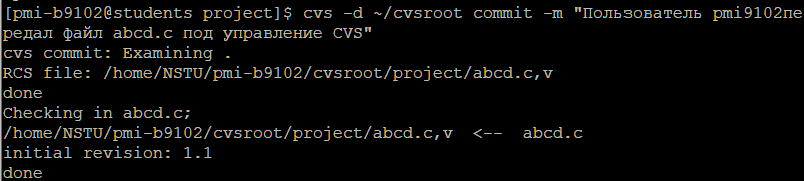 [pmi-b9102@students project]$ cvs -d ~/cvsroot commit -m "Пользователь pmi9102пе
редал файл abcd.c под управление CVS"
cvs commit: Examining .
RCS file: /home/NSTU/pmi-b9102/cvsroot/project/abcd.c,v
done
Checking in abcd.c;
/home/NSTU/pmi-b9102/cvsroot/project/abcd.c,v  <--  abcd.c
initial revision: 1.1
done